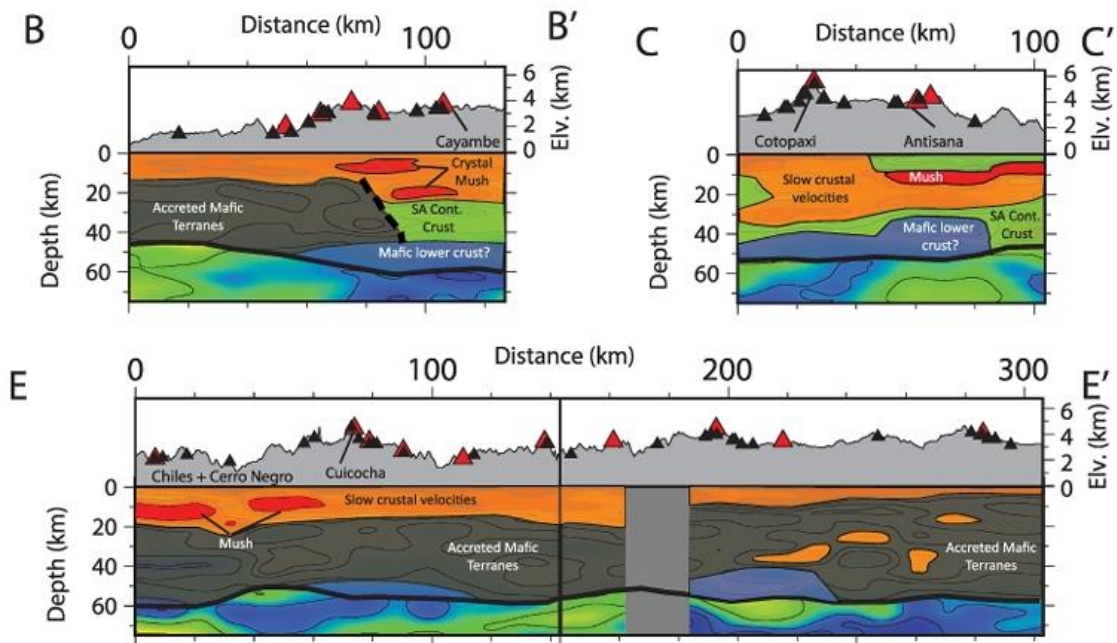 B
Distance (km)
B'
0
100
6
4
2
0
Elv. (km)
Cayambe
0
20
40
60
Depth (km)
Crystal
Mush
Accreted Mafic
Terranes
SA Cont.
Crust
Mafic lower crust?
C
Distance (km)
C'
0
100
6
4
2
0
Elv. (km)
Cotopaxi
Antisana
0
20
40
60
Depth (km)
Slow crustal
velocities
Mush
SA Cont.
Crust
Mafic lower
crust?
E
Distance (km)
E'
0
100
200
300
6
4
2
0
Elv. (km)
Chiles + Cerro Negro
Cuicocha
0
20
40
60
Depth (km)
Slow crustal velocities
Mush
Accreted Mafic
Terranes
Accreted Mafic
Terranes